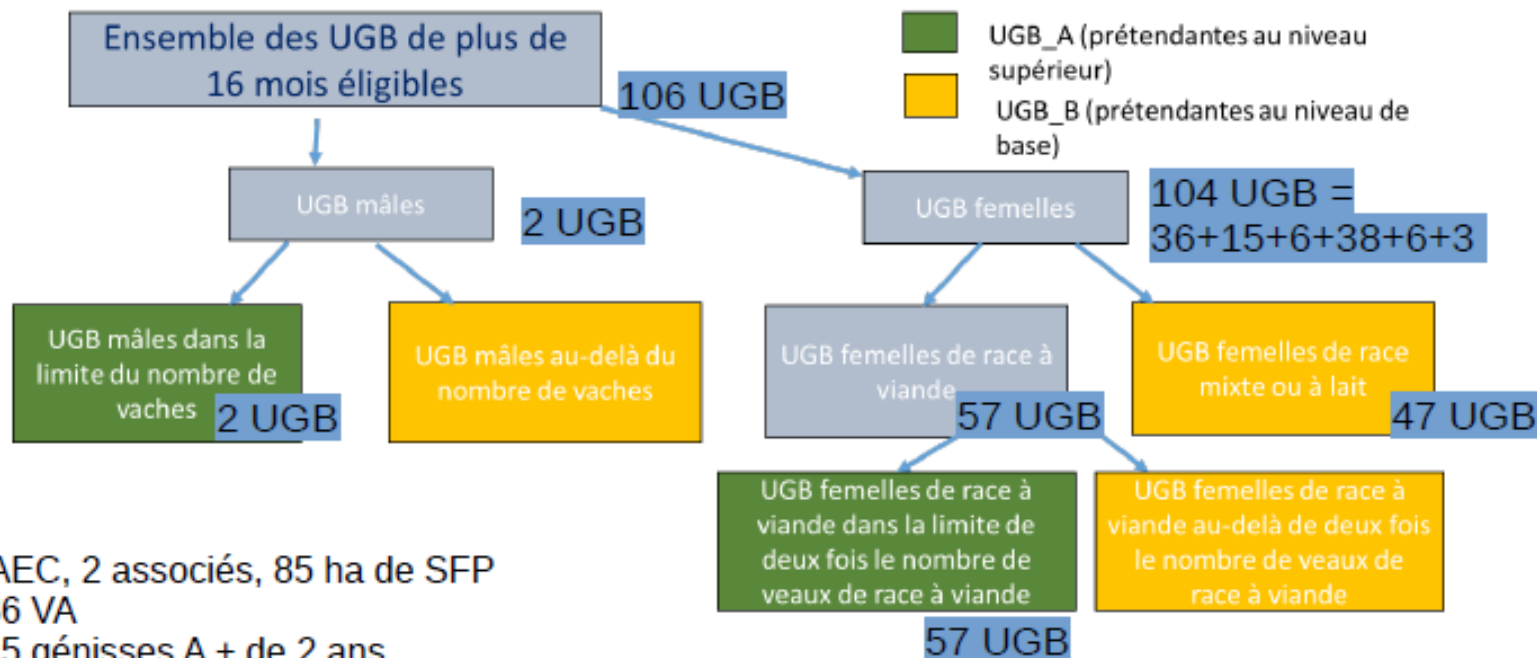 Ensemble des UGB de plus de
16 mois éligibles
106 UGB
UGB_A (prétendantes au niveau
supérieur)
UGB_B (prétendantes au niveau de
base)
UGB mâles
2 UGB
UGB femelles
104 UGB =
36+15+6+38+6+3
UGB mâles dans la
limite du nombre de
vaches
2 UGB
UGB mâles au-delà du
nombre de vaches
UGB femelles de race à
viande
57 UGB
UGB femelles de race
mixte ou à lait
47 UGB
UGB femelles de race à
viande dans la limite de
deux fois le nombre de
veaux de race à viande
57 UGB
UGB femelles de race à
viande au-delà de deux fois
le nombre de veaux de
race à viande
AEC, 2 associés, 85 ha de SFP
6 VA
5 génisses A + de 2 ans